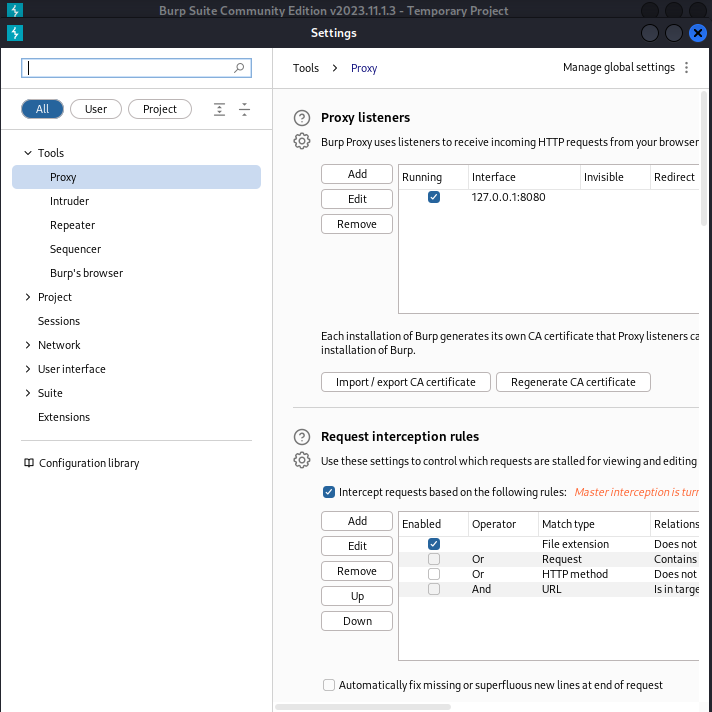 Burp Suite Community Edition v2023.11.1.3 - Temporary Project
Settings
Tools > Proxy
Manage global settings
All
User
Project
Tools
Proxy
Intruder
Repeater
Sequencer
Burp's browser
Project
Sessions
Network
User interface
Suite
Extensions
Configuration library
Proxy listeners
Burp Proxy uses listeners to receive incoming HTTP requests from your browser
Add
Edit
Remove
Running Interface Invisible Redirect
127.0.0.1:8080
Each installation of Burp generates its own CA certificate that Proxy listeners ca
installation of Burp.
Import / export CA certificate
Regenerate CA certificate
Request interception rules
Use these settings to control which requests are stalled for viewing and editing
Intercept requests based on the following rules: Master interception is turn
Add
Edit
Remove
Up
Down
Enabled Operator Match type Relations
File extension Does not
Or Request Contains
Or HTTP method Does not
And URL Is in targe
Automatically fix missing or superfluous new lines at end of request